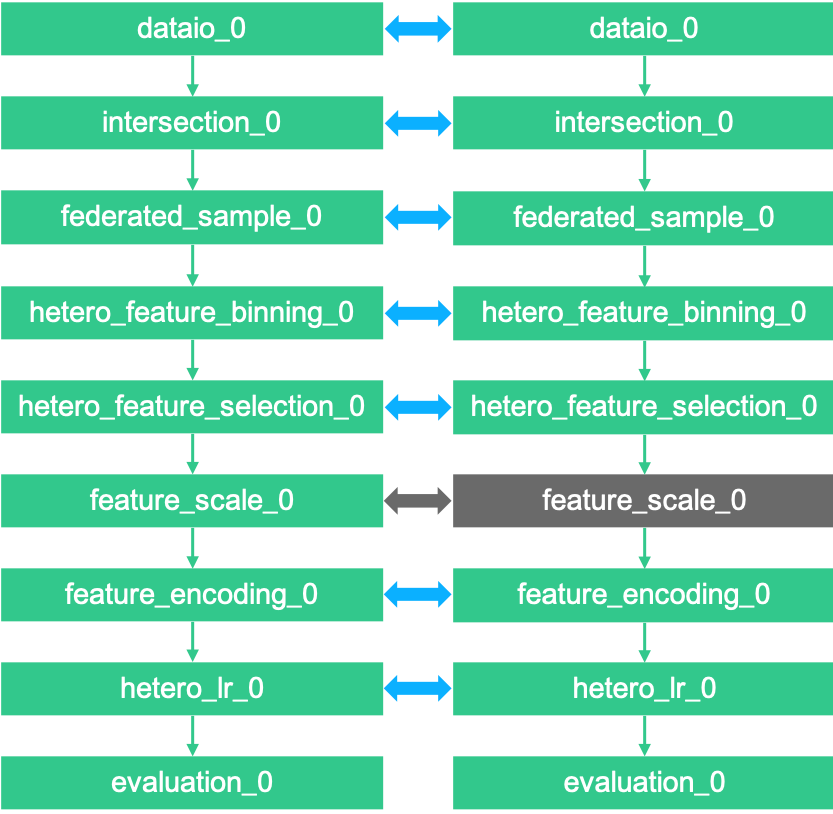 dataio_0
dataio_0
intersection_0
intersection_0
federated_sample_0
federated_sample_0
hetero_feature_binning_0
hetero_feature_binning_0
hetero_feature_selection_0
hetero_feature_selection_0
feature_scale_0
feature_scale_0
feature_encoding_0
feature_encoding_0
hetero_lr_0
hetero_lr_0
evaluation_0
evaluation_0